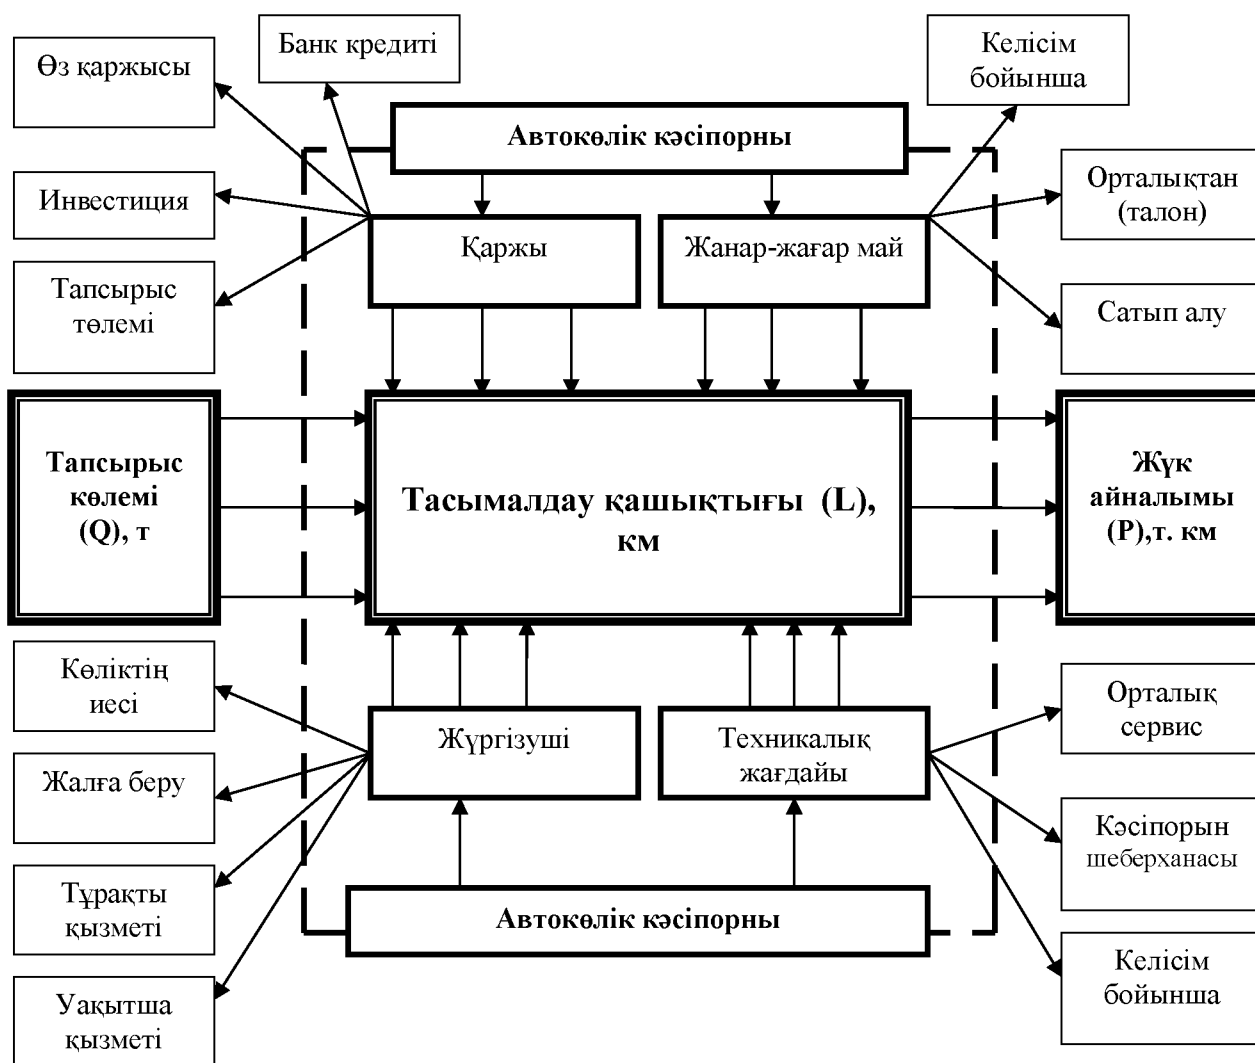 Банк кредиті
Келісім
бойынша
Өз қаржысы
Автокөлік кәсіпорны
Инвестиция
Орталықтан
(талон)
Қаржы
Жанар-жағар май
Тапсырыс
төлемі
Сатып алу
Тапсырыс
көлемі
(Q), т
Тасымалдау қашықтығы (L),
км
Жүк
айналымы
(P),т. км
Көліктің
иесі
Орталық
сервис
Жүргізуші
Техникалық
жағдайы
Жалға беру
Кәсіпорын
шеберханасы
Тұрақты
қызметі
Автокөлік кәсіпорны
Келісім
бойынша
Уақытша
қызметі